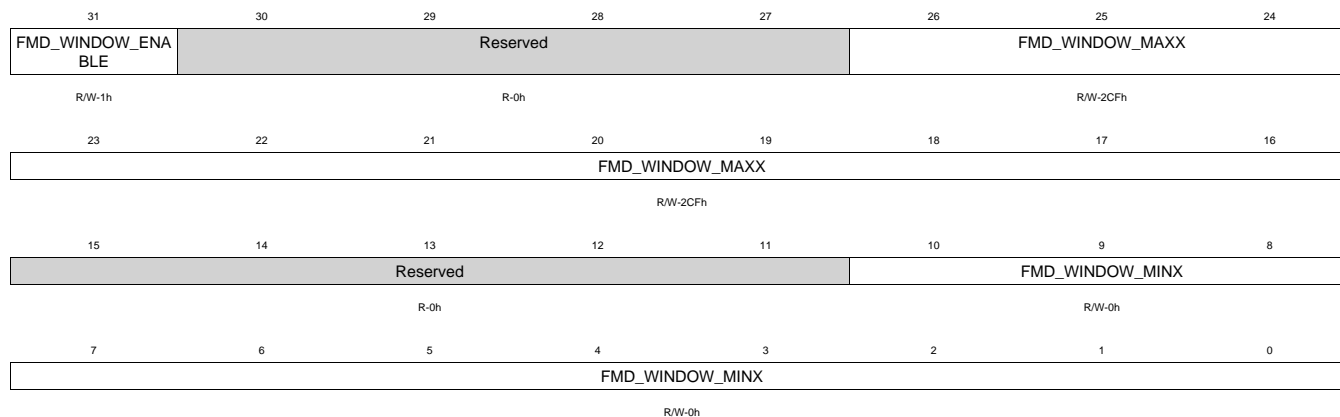 31 30 29 28 27 26 25 24
FMD_WINDOW_ENA
BLE
Reserved FMD_WINDOW_MAXX
R/W-1h R-0h R/W-2CFh
23 22 21 20 19 18 17 16
FMD_WINDOW_MAXX
R/W-2CFh
15 14 13 12 11 10 9 8
Reserved FMD_WINDOW_MINX
R-0h R/W-0h
7 6 5 4 3 2 1 0
FMD_WINDOW_MINX
R/W-0h